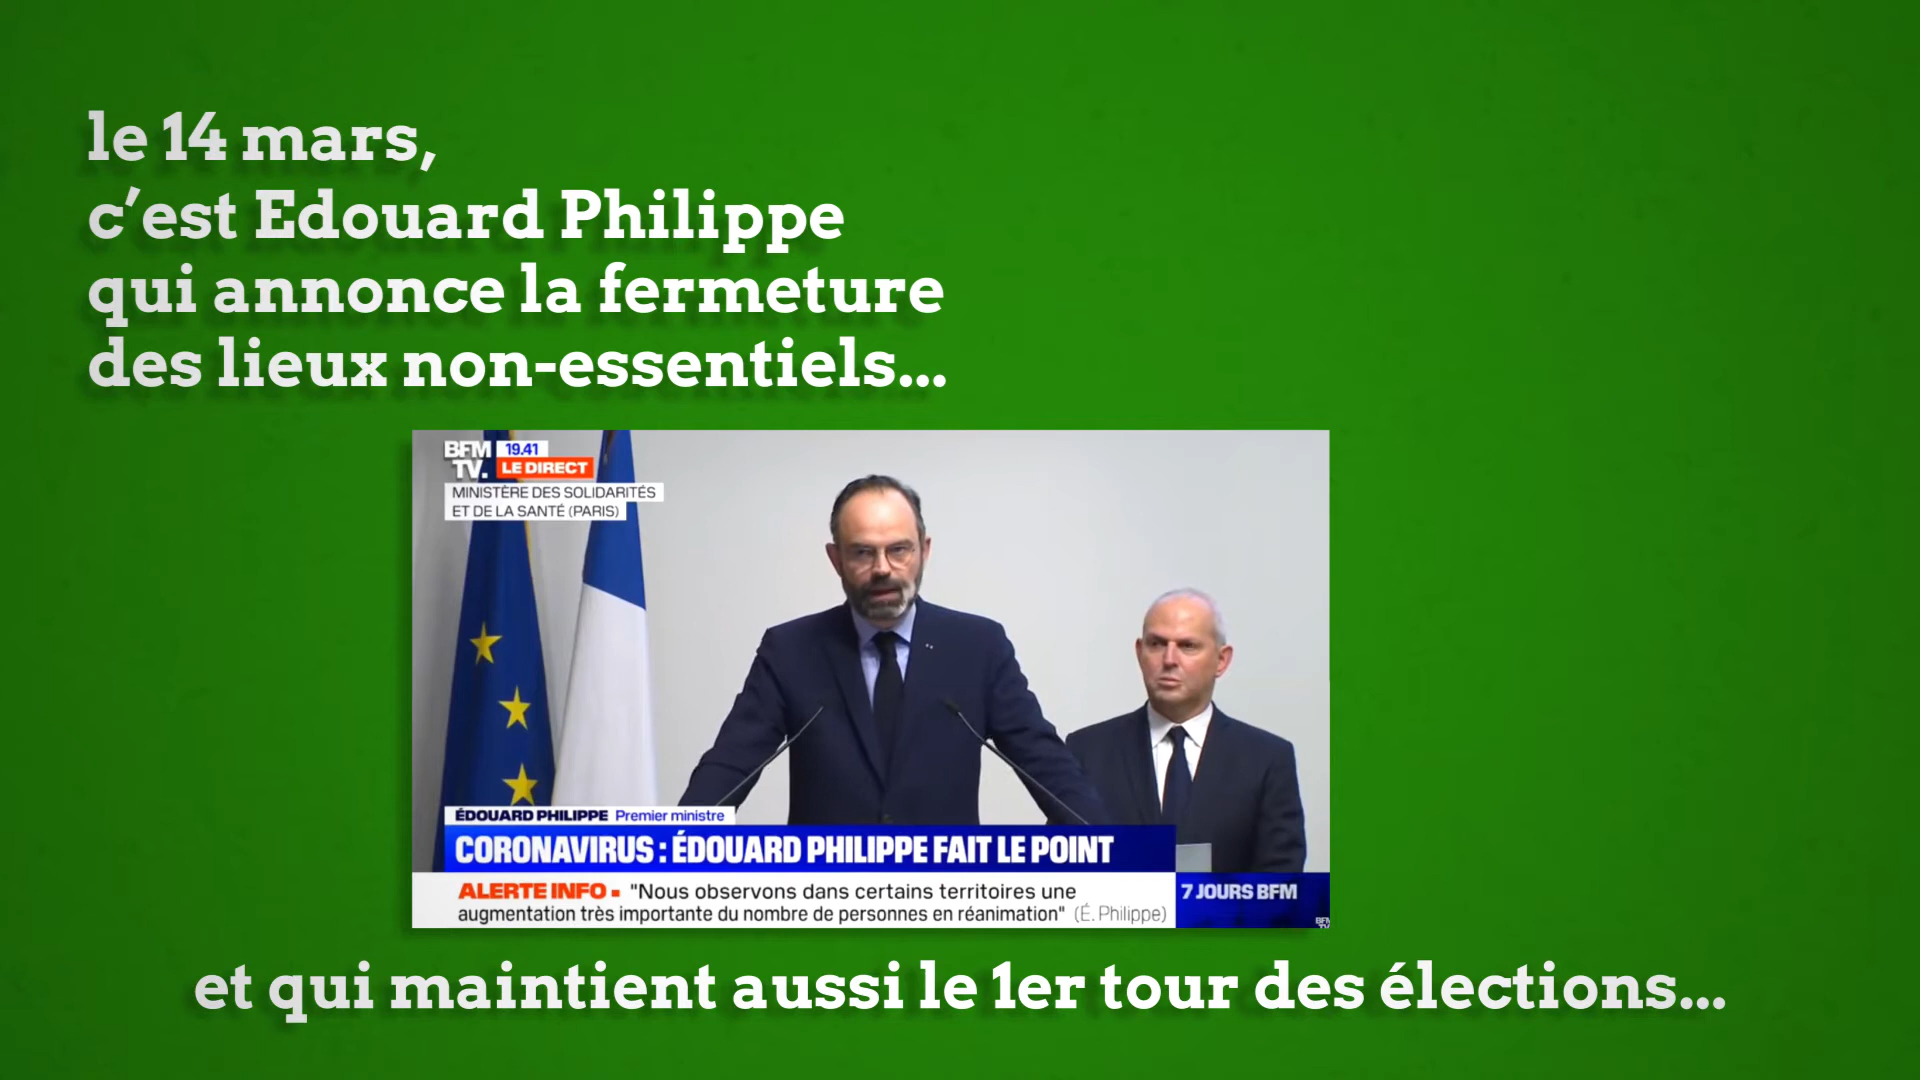 le 14 mars,
c’est Edouard Philippe
qui annonce la fermeture
des lieux non-essentiels...
BFM
TV.
19.41
LE DIRECT
MINISTÈRE DES SOLIDARITÉS
ET DE LA SANTÉ (PARIS)
ÉDOUARD PHILIPPE Premier ministre
CORONAVIRUS : ÉDOUARD PHILIPPE FAIT LE POINT
ALERTE INFO ▪ "Nous observons dans certains territoires une
augmentation très importante du nombre de personnes en réanimation" (É. Philippe)
7 JOURS BFM
BFM
TV
et qui maintient aussi le 1er tour des élections...